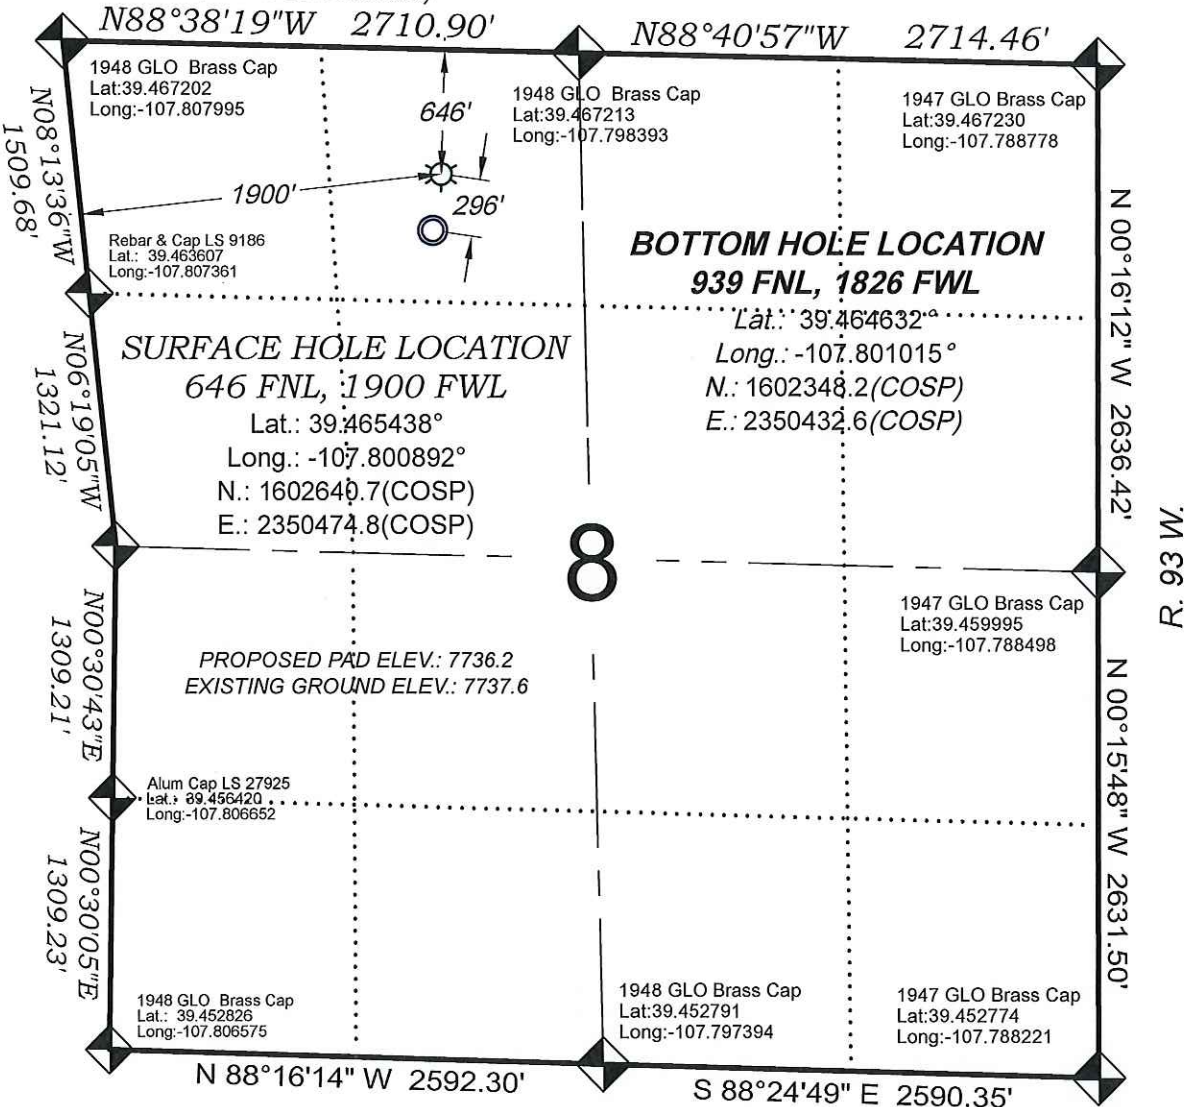 N88°38'19"W 2710.90'
N88°40'57"W 2714.46'
1948 GLO Brass Cap
Lat:39.467202
Long:-107.807995
1948 GLO Brass Cap
Lat:39.467213
Long:-107.798393
1947 GLO Brass Cap
Lat:39.467230
Long:-107.788778
N08°13'36"W
1509.68'
646'
1900'
296'
Rebar & Cap LS 9186
Lat.: 39.463607
Long:-107.807361
BOTTOM HOLE LOCATION
939 FNL, 1826 FWL
Lat.: 39.464632°
Long.: -107.801015°
N.: 1602348.2(COSP)
E.: 2350432.6(COSP)
N 00°16'12" W 2636.42'
SURFACE HOLE LOCATION
646 FNL, 1900 FWL
Lat.: 39.465438°
Long.: -107.800892°
N.: 1602640.7(COSP)
E.: 2350474.8(COSP)
N06°19'05"W
1321.12'
8
R. 93 W.
1947 GLO Brass Cap
Lat:39.459995
Long:-107.788498
N00°30'43"E
1309.21'
PROPOSED PAD ELEV.: 7736.2
EXISTING GROUND ELEV.: 7737.6
N 00°15'48" W 2631.50'
Alum Cap LS 27925
Lat.: 39.456420
Long:-107.806652
N00°30'05"E
1309.23'
1948 GLO Brass Cap
Lat.: 39.452826
Long:-107.806575
1948 GLO Brass Cap
Lat:39.452791
Long:-107.797394
1947 GLO Brass Cap
Lat:39.452774
Long:-107.788221
N 88°16'14" W 2592.30'
S 88°24'49" E 2590.35'